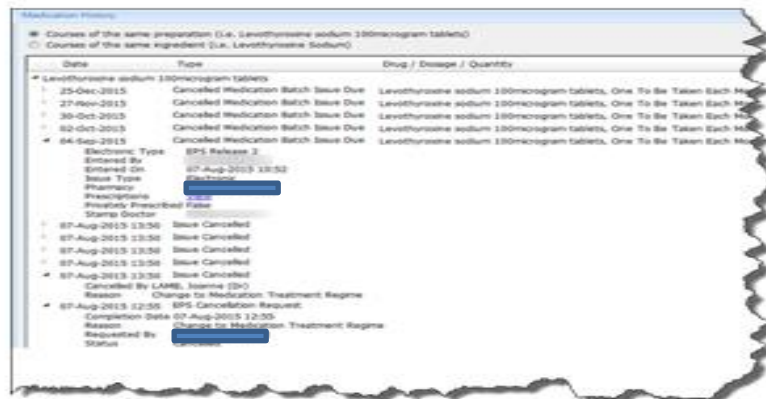 Medication History
Courses of the same preparation (i.e. Levothyroxine sodium 100microgram tablets)
Courses of the same ingredient (i.e. Levothyroxine Sodium)
Date Type Drug / Dosage / Quantity
Levothyroxine sodium 100microgram tablets
25-Dec-2015 Cancelled Medication Batch Issue Due Levothyroxine sodium 100microgram tablets, One To Be Taken Each Mo
27-Nov-2015 Cancelled Medication Batch Issue Due Levothyroxine sodium 100microgram tablets, One To Be Taken Each Mo
30-Oct-2015 Cancelled Medication Batch Issue Due Levothyroxine sodium 100microgram tablets, One To Be Taken Each Mo
02-Oct-2015 Cancelled Medication Batch Issue Due Levothyroxine sodium 100microgram tablets, One To Be Taken Each Mo
04-Sep-2015 Cancelled Medication Batch Issue Due Levothyroxine sodium 100microgram tablets, One To Be Taken Each Mo
Electronic Type EPS Release 2
Entered By
Entered On 07-Aug-2015 10:52
Issue Type Electronic
Pharmacy
Prescriptions
Privately Prescribed False
Stamp Doctor
07-Aug-2015 13:50 Issue Cancelled
07-Aug-2015 13:50 Issue Cancelled
07-Aug-2015 13:50 Issue Cancelled
07-Aug-2015 13:50 Issue Cancelled
07-Aug-2015 13:50 Issue Cancelled
Cancelled By LAMB, Joanne (Dr)
Reason Change to Medication Treatment Regime
07-Aug-2015 12:55 EPS Cancellation Request
Completion Date 07-Aug-2015 12:55
Reason Change to Medication Treatment Regime
Requested By
Status Cancelled